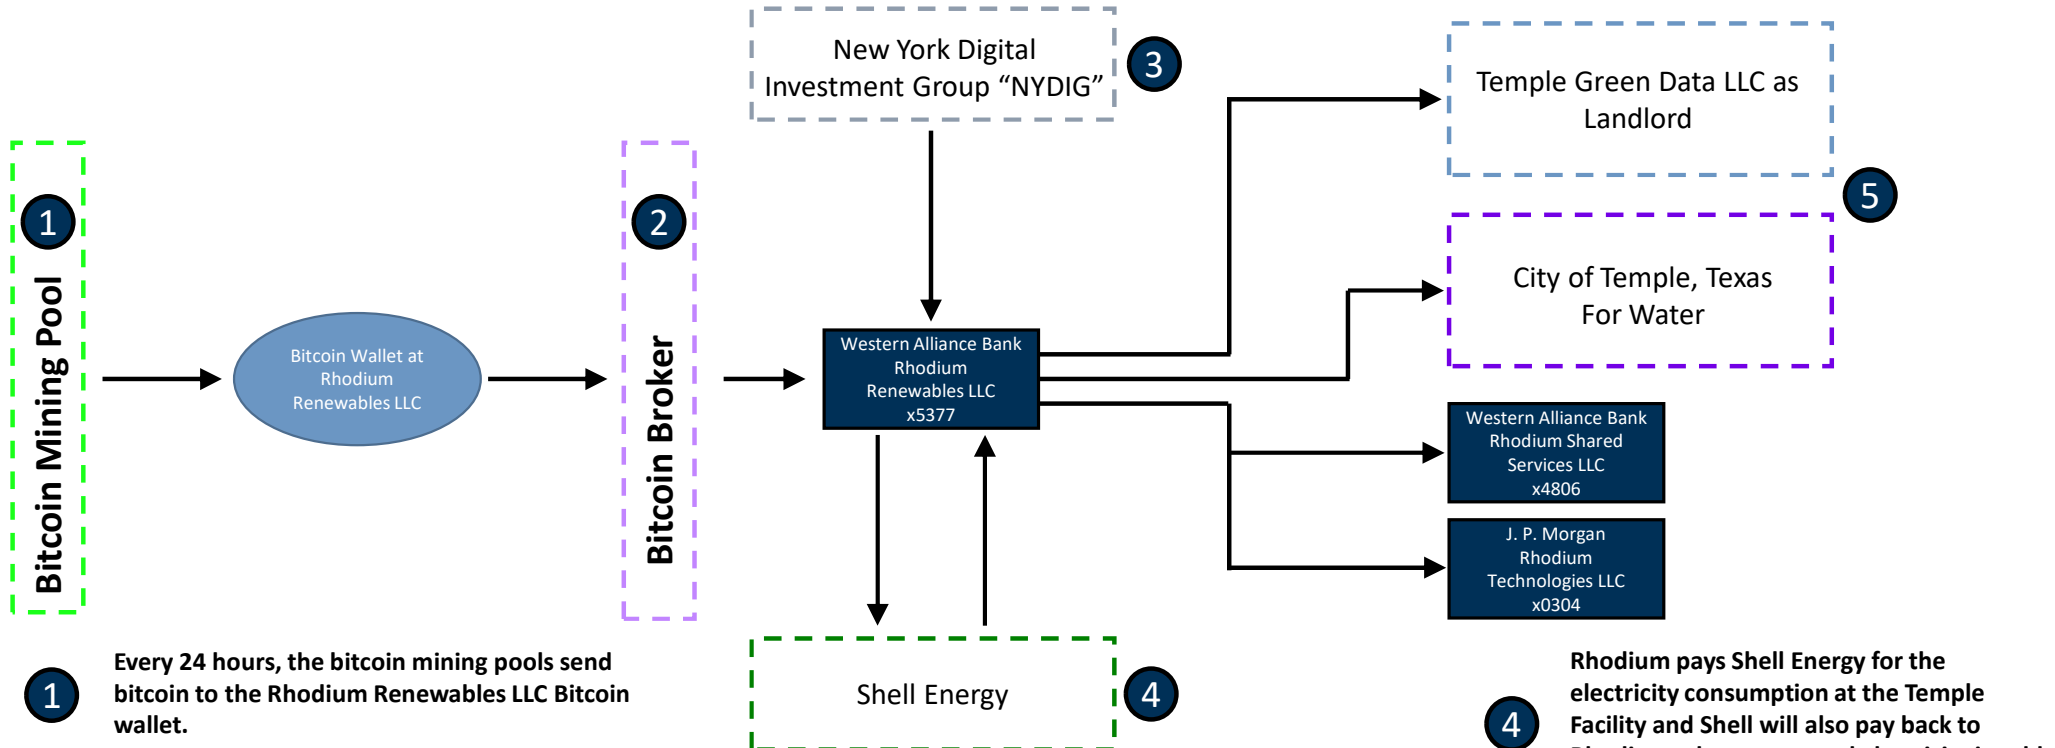 New York Digital
Investment Group “NYDIG”
3
Temple Green Data LLC as
Landlord
5
City of Temple, Texas
For Water
1
Bitcoin Mining Pool
Bitcoin Wallet at
Rhodium
Renewables LLC
2
Bitcoin Broker
Western Alliance Bank
Rhodium
Renewables LLC
x5377
Western Alliance Bank
Rhodium Shared
Services LLC
x4806
J. P. Morgan
Rhodium
Technologies LLC
x0304
Shell Energy
4
1
Every 24 hours, the bitcoin mining pools send
bitcoin to the Rhodium Renewables LLC Bitcoin
wallet.
4
Rhodium pays Shell Energy for the
electricity consumption at the Temple
Facility and Shell will also pay back to